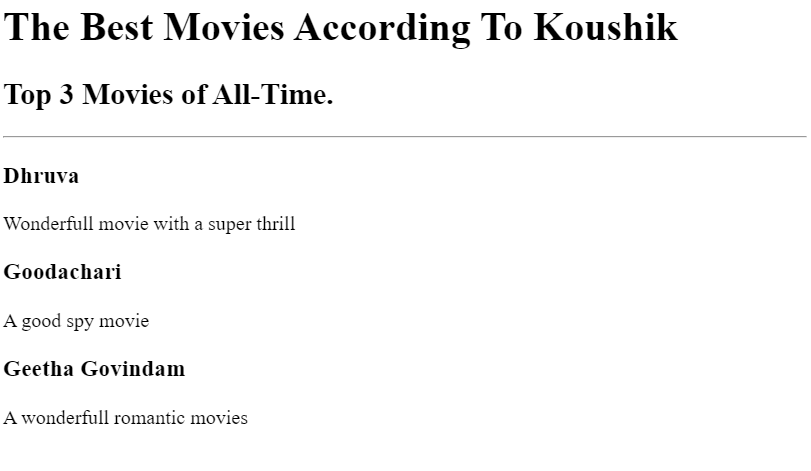 The Best Movies According To Koushik
Top 3 Movies of All-Time.
Dhruva
Wonderfull movie with a super thrill
Goodachari
A good spy movie
Geetha Govindam
A wonderfull romantic movies